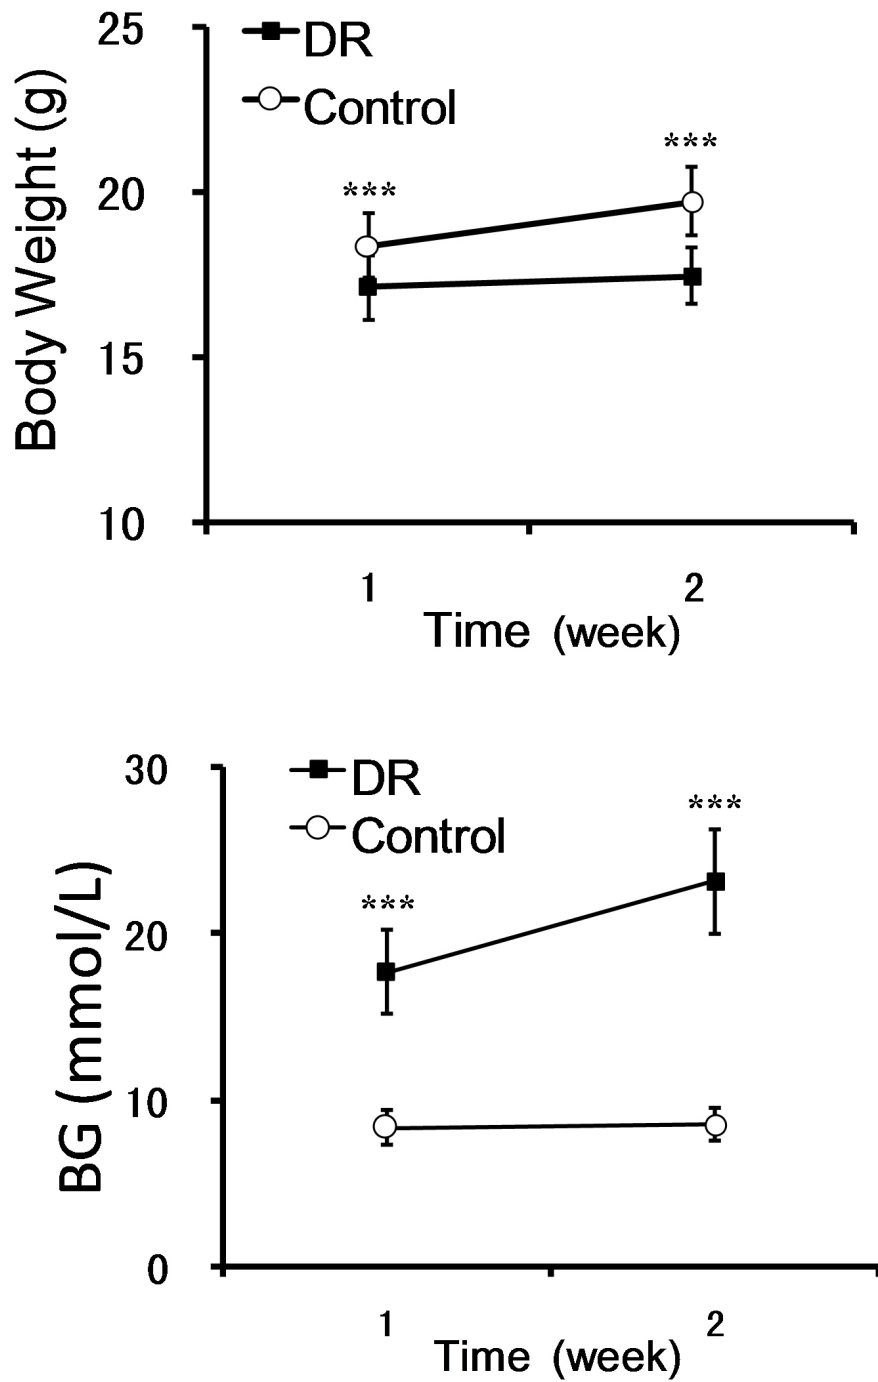 25
DR
Control
***
20
***
15
10
Body Weight (g)
1
2
Time (week)
30
DR
Control
***
20
***
10
0
BG (mmol/L)
1
2
Time (week)